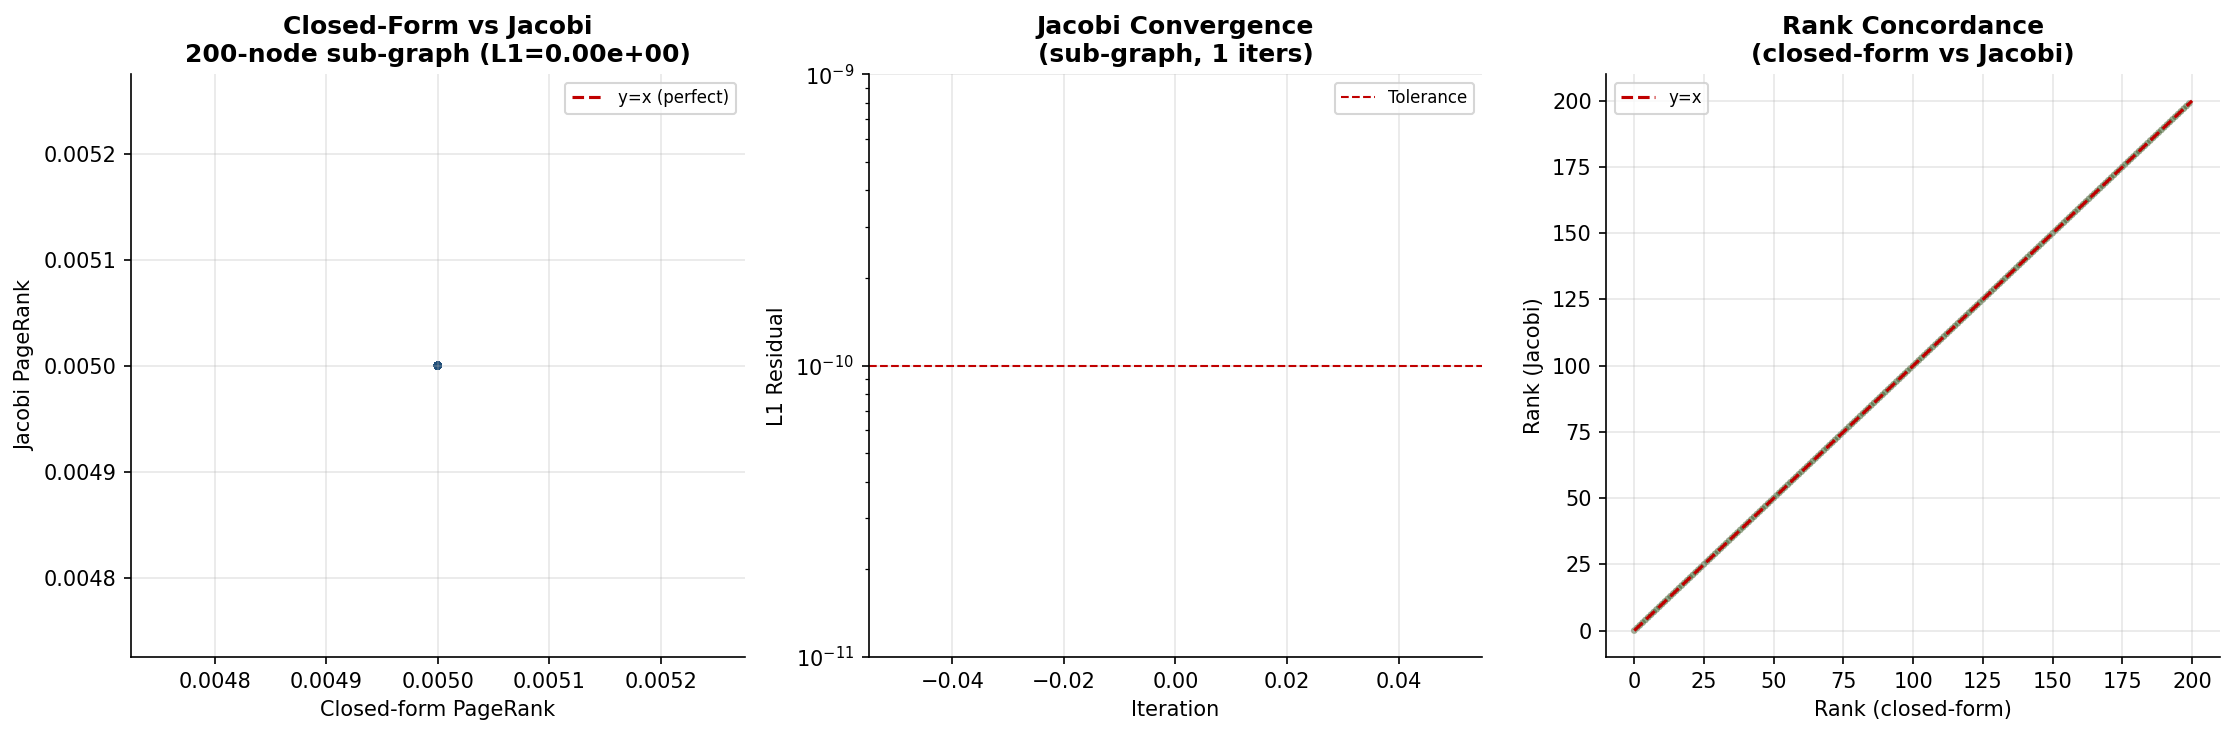 Closed-Form vs Jacobi
200-node sub-graph (L1=0.00e+00)
y=x (perfect)
Jacobi PageRank
0.0052
0.0051
0.0050
0.0049
0.0048
0.0048 0.0049 0.0050 0.0051 0.0052
Closed-form PageRank
Jacobi Convergence
(sub-graph, 1 iters)
Tolerance
L1 Residual
10⁻⁹
10⁻¹⁰
10⁻¹¹
−0.04 −0.02 0.00 0.02 0.04
Iteration
Rank Concordance
(closed-form vs Jacobi)
y=x
Rank (Jacobi)
200
175
150
125
100
75
50
25
0
0 25 50 75 100 125 150 175 200
Rank (closed-form)